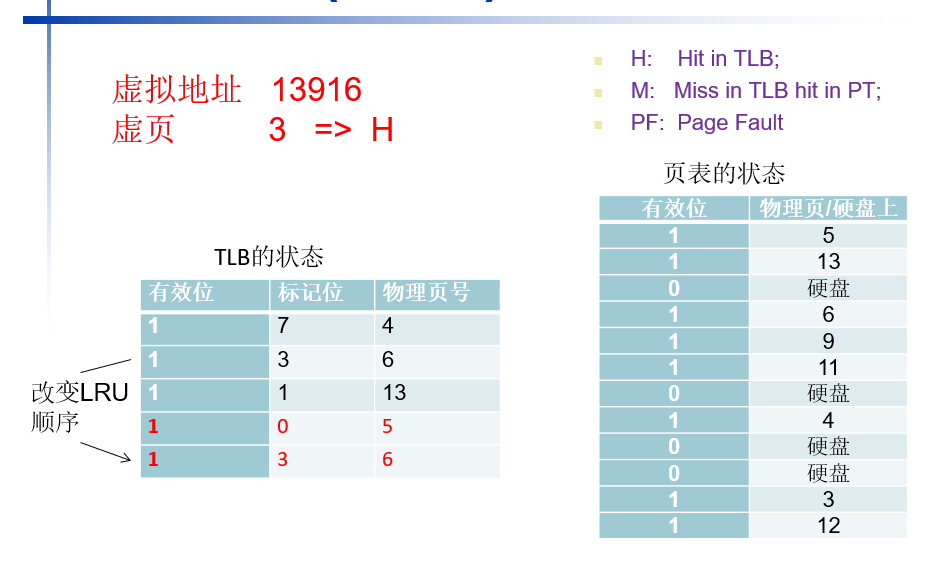 虚拟地址 13916
虚页 3 => H
H: Hit in TLB;
M: Miss in TLB hit in PT;
PF: Page Fault
页表的状态
有效位 物理页/硬盘上
1 5
1 13
0 硬盘
1 6
1 9
1 11
0 硬盘
1 4
0 硬盘
0 硬盘
1 3
1 12
TLB的状态
有效位 标记位 物理页号
1 7 4
1 3 6
1 1 13
1 0 5
1 3 6
改变LRU
顺序